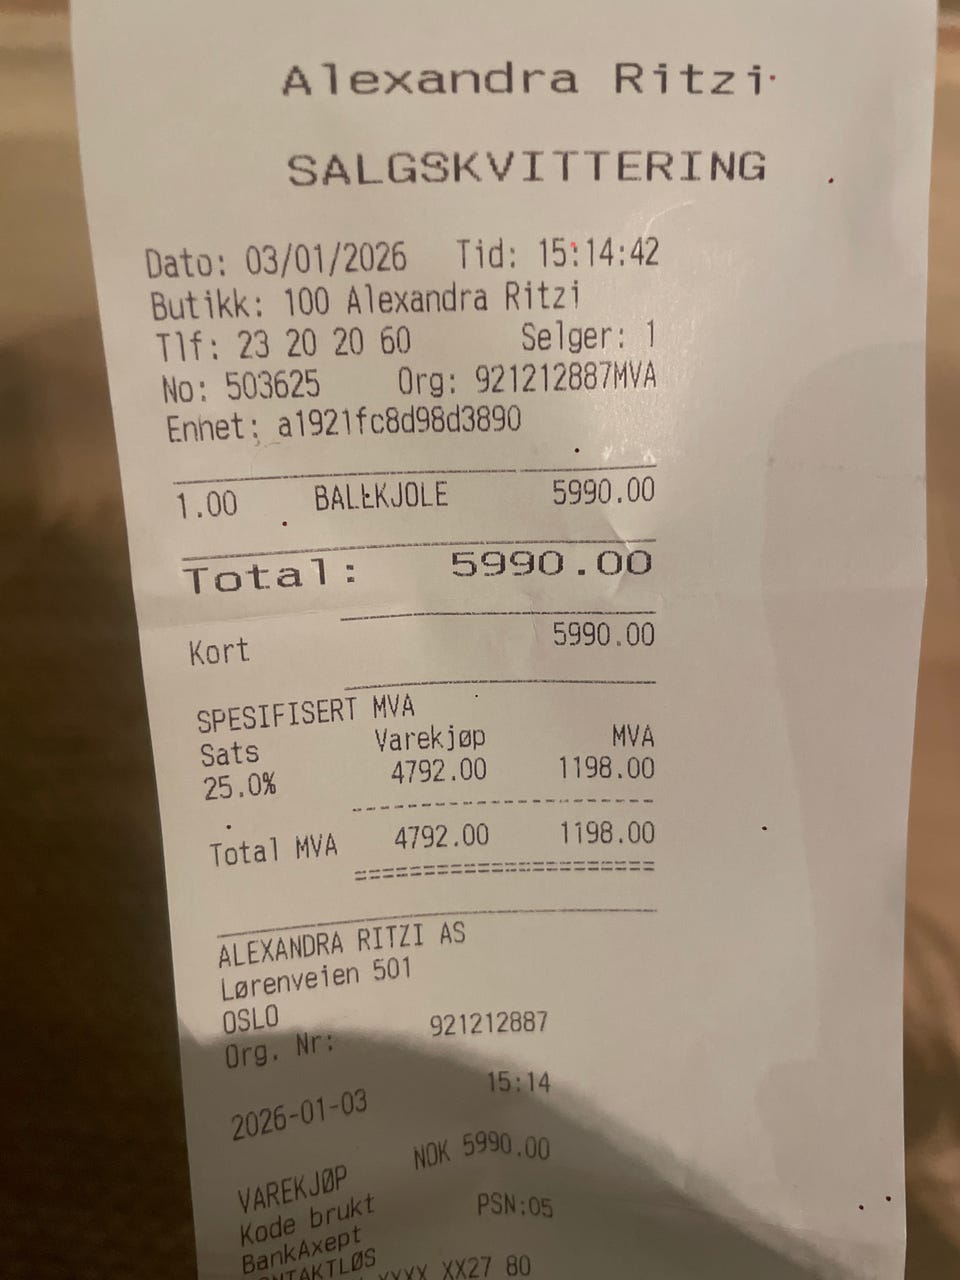 Alexandra Ritzi
SALGSKVITTERING
Dato: 03/01/2026 Tid: 15:14:42
Butikk: 100 Alexandra Ritzi
Tlf: 23 20 20 60 Selger: 1
No: 503625 Org: 921212887MVA
Enhet: a1921fc8d98d3890
1.00 BALLKJOLE 5990.00
Total: 5990.00
Kort 5990.00
SPESIFISERT MVA
Sats Varekjøp MVA
25.0% 4792.00 1198.00
Total MVA 4792.00 1198.00
ALEXANDRA RITZI AS
Lørenveien 501
OSLO
Org. Nr: 921212887
2026-01-03 15:14
VAREKJØP NOK 5990.00
Kode brukt PSN:05
BankAxept
XX27 80